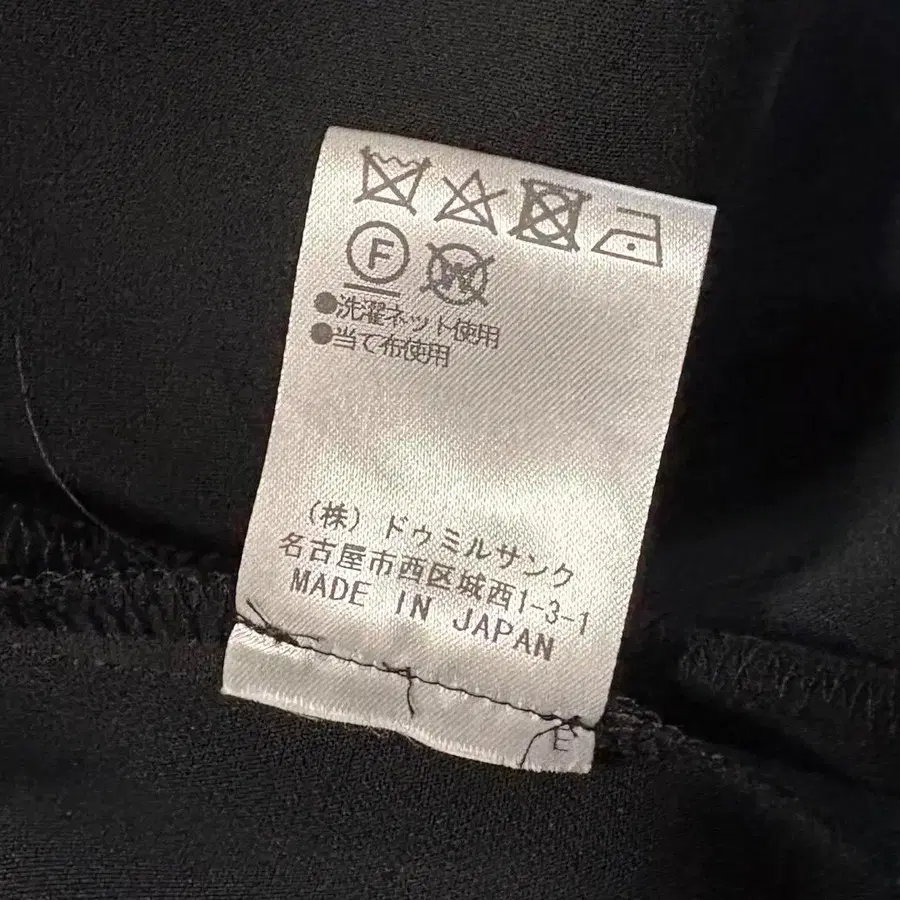 F
W
●洗濯ネット使用
●当て布使用
(株) ドゥミルサンク
名古屋市西区城西1-3-1
MADE IN JAPAN
E